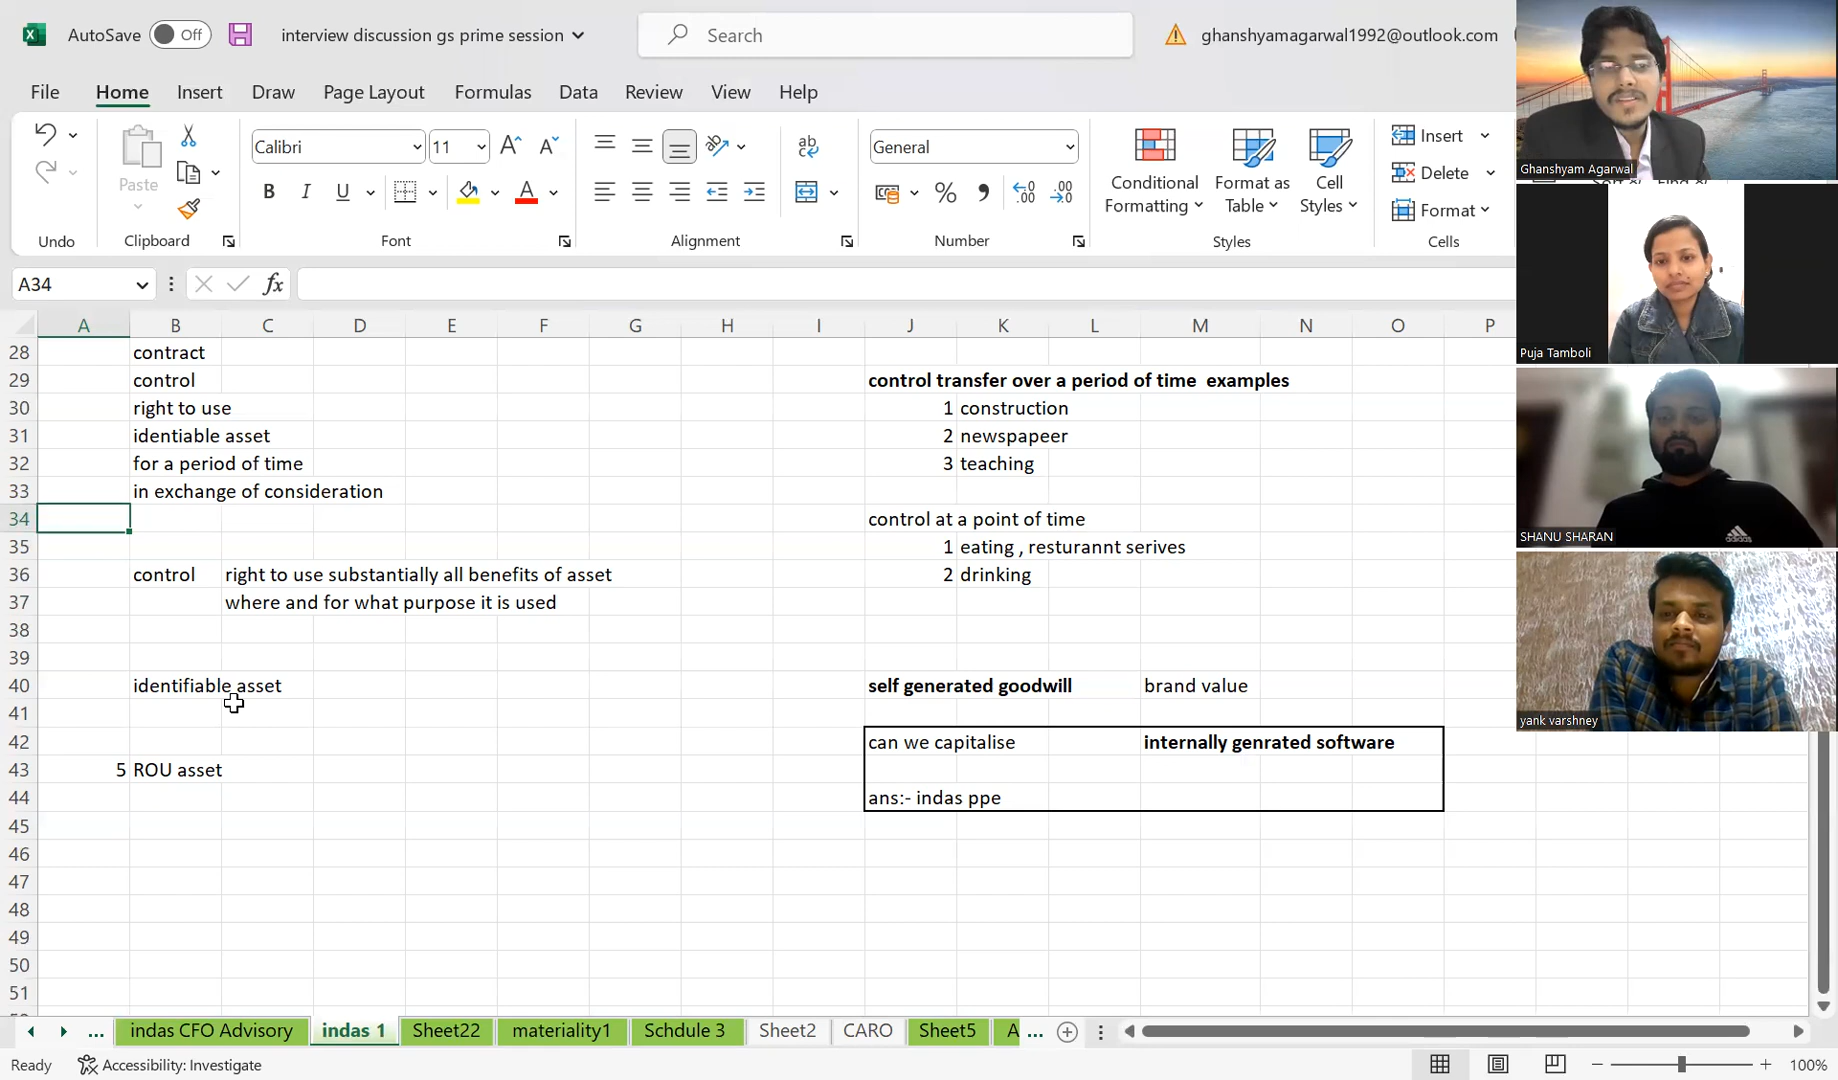 AutoSave Off interview discussion gs prime session Search ghanshyamagarwal1992@outlook.com
File Home Insert Draw Page Layout Formulas Data Review View Help
Paste
Undo Clipboard
Calibri 11
B I U A
Font
ab
Alignment
General
% 9
Number
Conditional Formatting
Format as Table
Cell Styles
Styles
Insert
Delete
Format
Cells
A34 fx
A B C D E F G H I J K L M N O P
28 contract
29 control control transfer over a period of time examples
30 right to use 1 construction
31 identiable asset 2 newspapeer
32 for a period of time 3 teaching
33 in exchange of consideration
34 control at a point of time
35 1 eating , resturannt serives
36 control right to use substantially all benefits of asset 2 drinking
37 where and for what purpose it is used
38
39
40 identifiable asset self generated goodwill brand value
41
42 can we capitalise internally genrated software
43 5 ROU asset
44 ans:- indas ppe
45
46
47
48
49
50
51
... indas CFO Advisory indas 1 Sheet22 materiality1 Schdule 3 Sheet2 CARO Sheet5 A ...
Ready Accessibility: Investigate 100%
Ghanshyam Agarwal
Puja Tamboli
SHANU SHARAN
adidas
yank varshney